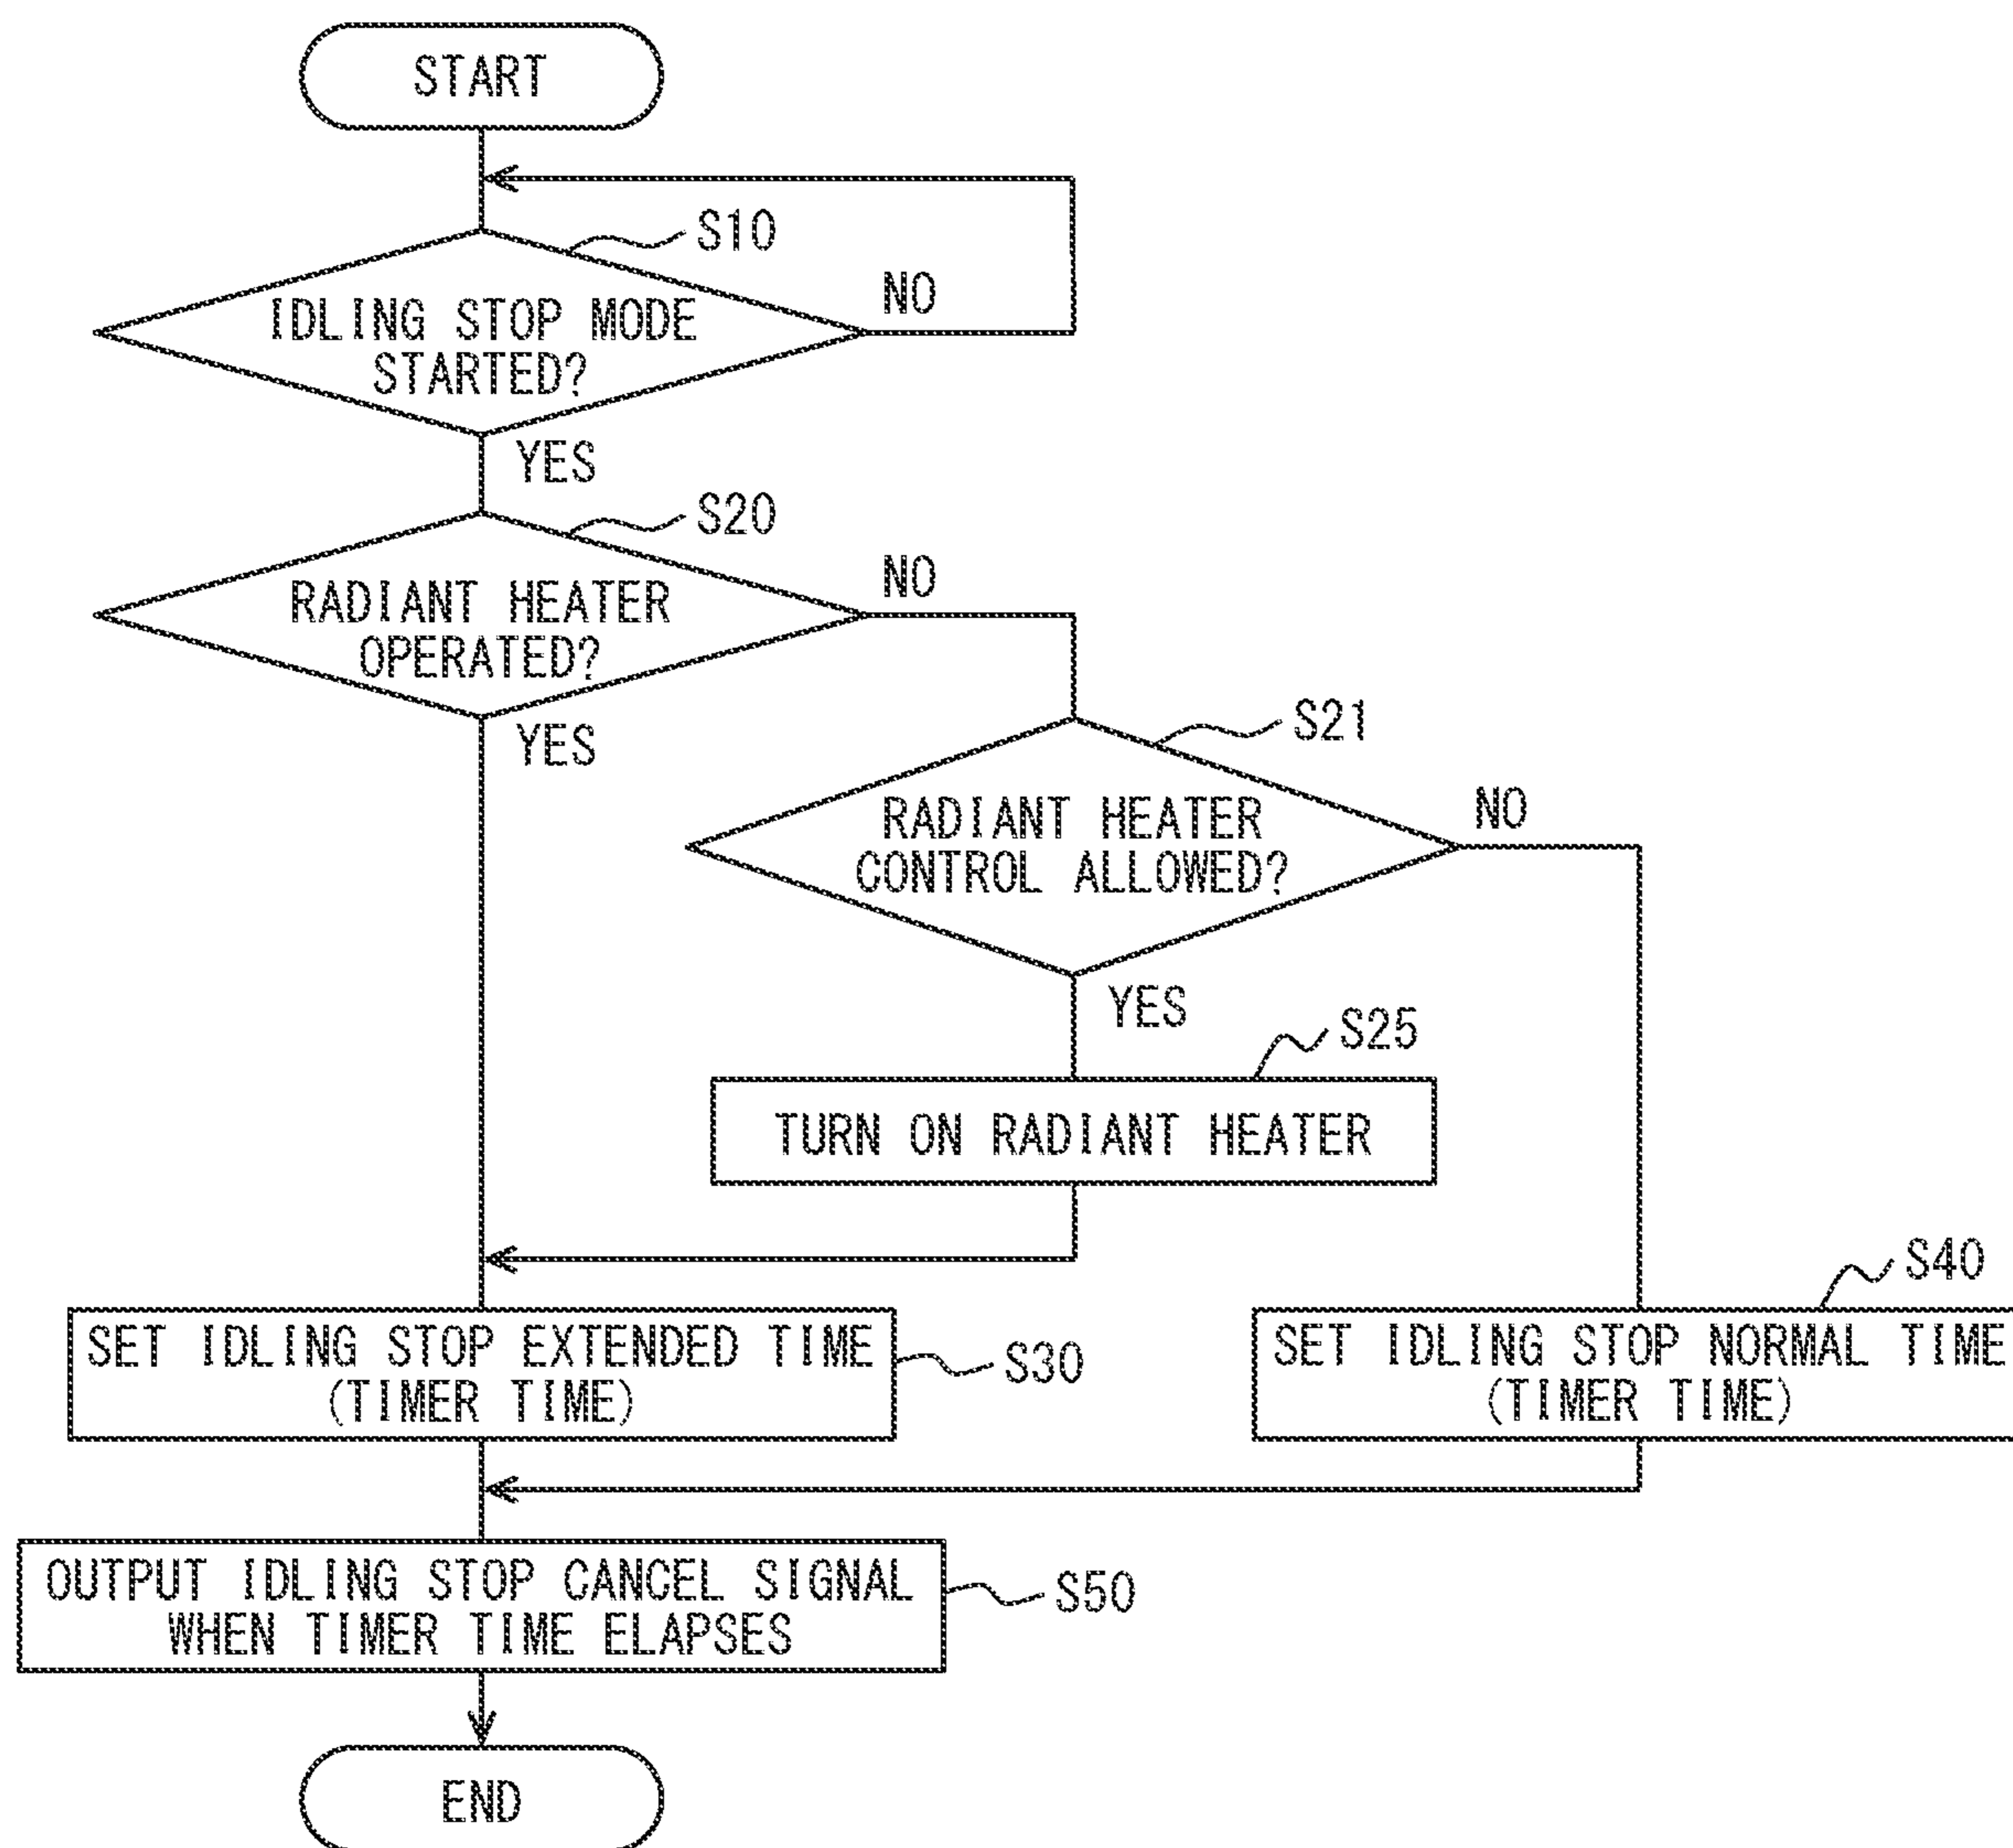 START
S10
IDLING STOP MODE
STARTED?
NO
YES
S20
RADIANT HEATER
OPERATED?
NO
YES
S21
RADIANT HEATER
CONTROL ALLOWED?
NO
YES
S25
TURN ON RADIANT HEATER
SET IDLING STOP EXTENDED TIME
(TIMER TIME)
S30
S40
SET IDLING STOP NORMAL TIME
(TIMER TIME)
OUTPUT IDLING STOP CANCEL SIGNAL
WHEN TIMER TIME ELAPSES
S50
END